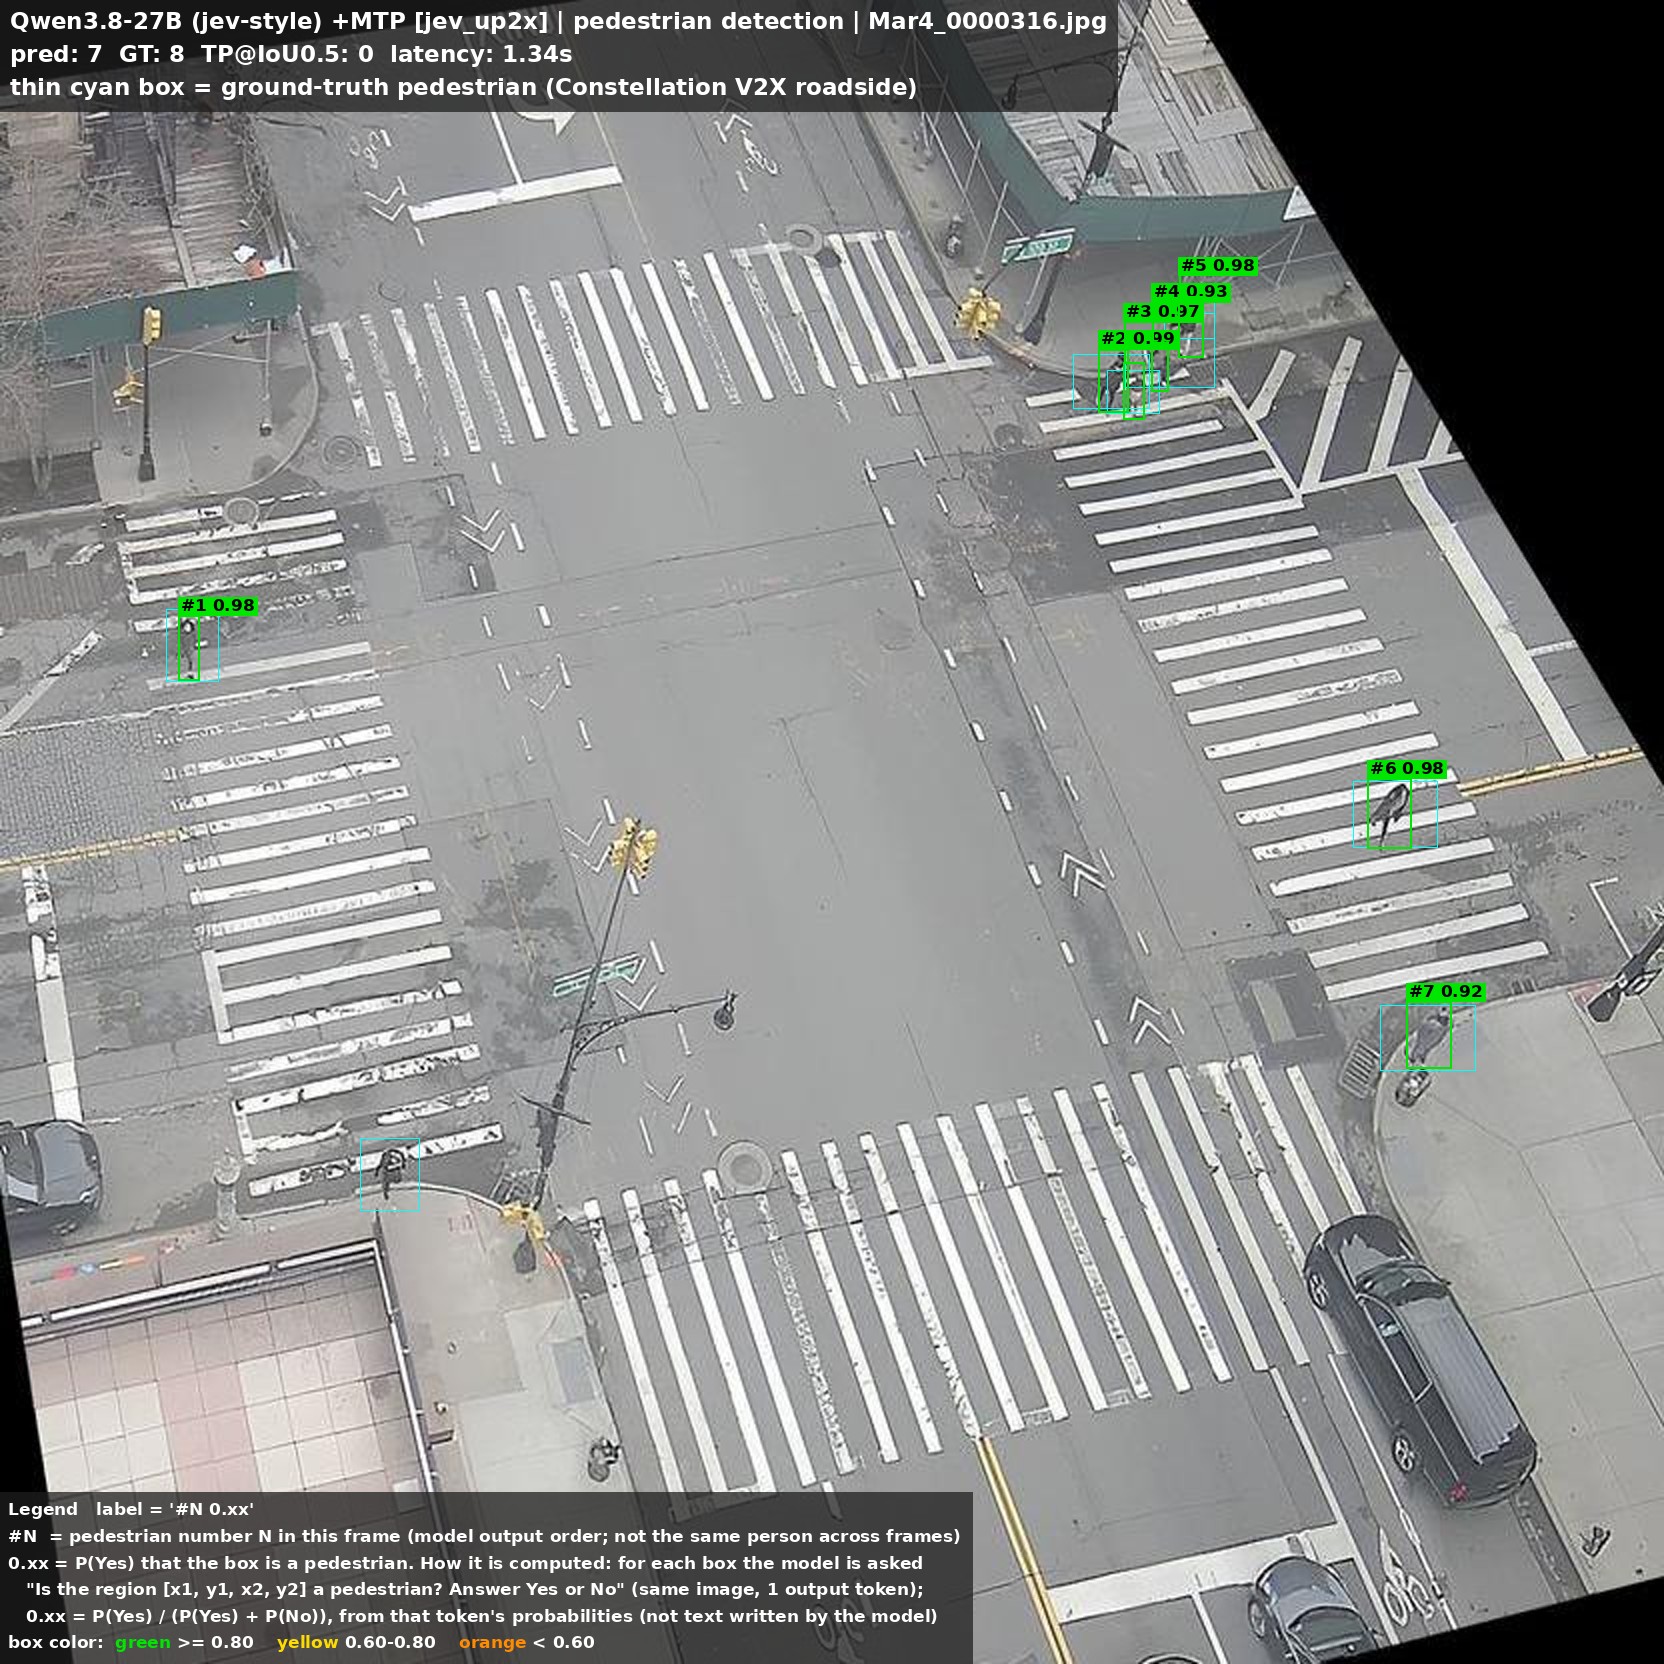 Qwen3.8-27B (jev-style) +MTP [jev_up2x] | pedestrian detection | Mar4_0000316.jpg
pred: 7  GT: 8  TP@IoU0.5: 0  latency: 1.34s
thin cyan box = ground-truth pedestrian (Constellation V2X roadside)
#5 0.98
#4 0.93
#3 0.97
#2 0.99
#1 0.98
#6 0.98
#7 0.92
Legend   label = '#N 0.xx'
#N  = pedestrian number N in this frame (model output order; not the same person across frames)
0.xx = P(Yes) that the box is a pedestrian. How it is computed: for each box the model is asked
"Is the region [x1, y1, x2, y2] a pedestrian? Answer Yes or No" (same image, 1 output token);
0.xx = P(Yes) / (P(Yes) + P(No)), from that token's probabilities (not text written by the model)
box color:  green >= 0.80    yellow 0.60-0.80    orange < 0.60